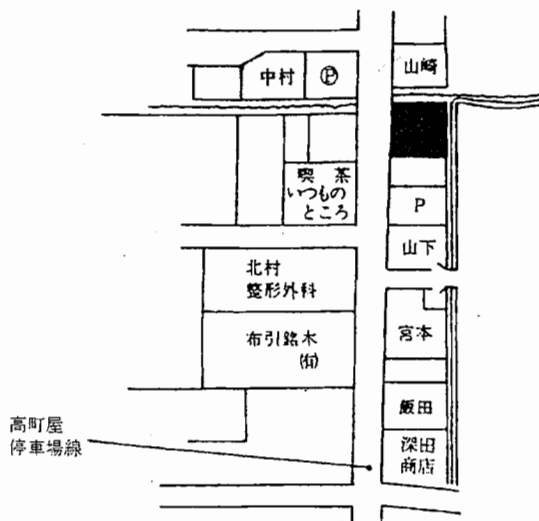 山崎
中村
Ⓟ
喫茶
いつもの
ところ
P
山下
北村
整形外科
布引銘木
(有)
宮本
飯田
深田
商店
高町屋
停車場線